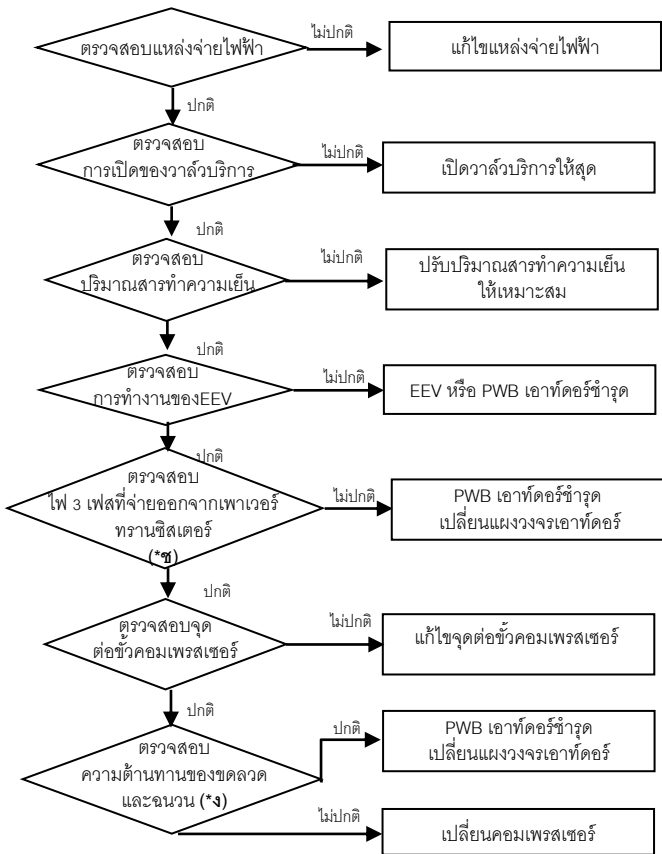 ตรวจสอบแหล่งจ่ายไฟฟ้า
ไม่ปกติ
แก้ไขแหล่งจ่ายไฟฟ้า
ปกติ
ตรวจสอบ
การเปิดของวาล์วบริการ
ไม่ปกติ
เปิดวาล์วบริการให้สุด
ปกติ
ตรวจสอบ
ปริมาณสารทำความเย็น
ไม่ปกติ
ปรับปริมาณสารทำความเย็น
ให้เหมาะสม
ปกติ
ตรวจสอบ
การทำงานของEEV
ไม่ปกติ
EEV หรือ PWB เอาท์ดอร์ชำรุด
ปกติ
ตรวจสอบ
ไฟ 3 เฟสที่จ่ายออกจากเพาเวอร์
ทรานซิสเตอร์
(*ช)
ไม่ปกติ
PWB เอาท์ดอร์ชำรุด
เปลี่ยนแผงวงจรเอาท์ดอร์
ปกติ
ตรวจสอบจุด
ต่อขั้วคอมเพรสเซอร์
ไม่ปกติ
แก้ไขจุดต่อขั้วคอมเพรสเซอร์
ปกติ
ตรวจสอบ
ความต้านทานของขดลวด
และฉนวน (*ง)
ปกติ
PWB เอาท์ดอร์ชำรุด
เปลี่ยนแผงวงจรเอาท์ดอร์
ไม่ปกติ
เปลี่ยนคอมเพรสเซอร์